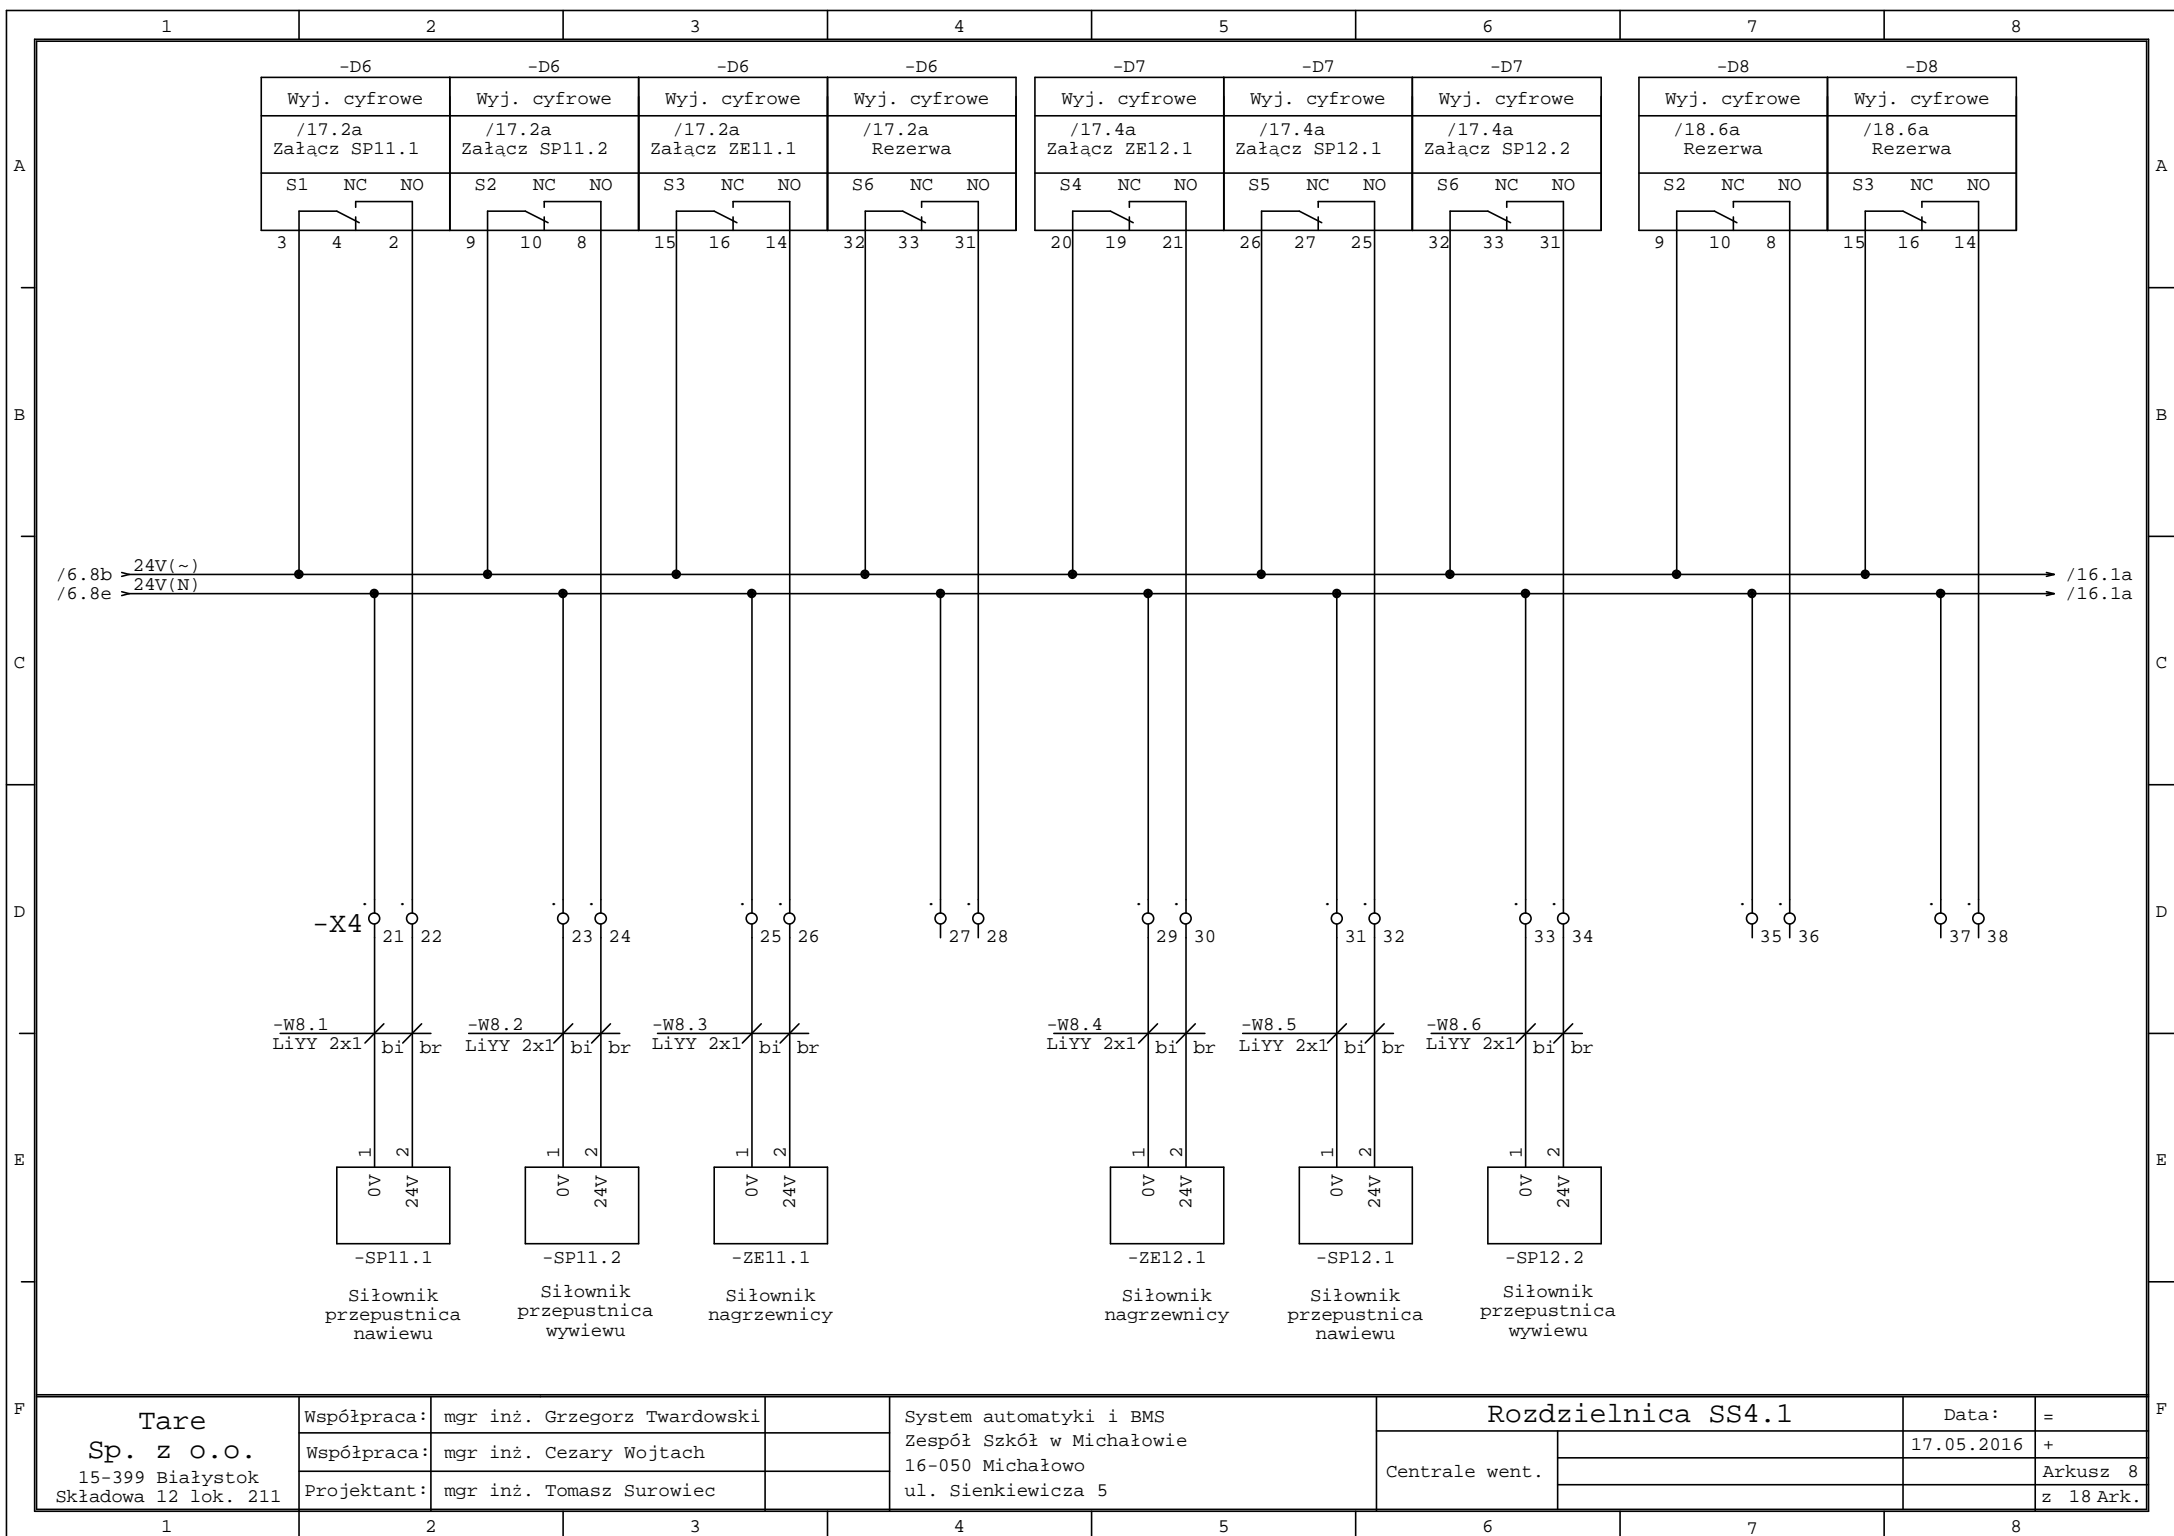 1 2 3 4 5 6 7 8
-D6 -D6 -D6 -D6 -D7 -D7 -D7 -D8 -D8
Wyj. cyfrowe Wyj. cyfrowe Wyj. cyfrowe Wyj. cyfrowe Wyj. cyfrowe Wyj. cyfrowe Wyj. cyfrowe Wyj. cyfrowe Wyj. cyfrowe
/17.2a /17.2a /17.2a /17.2a /17.4a /17.4a /17.4a /18.6a /18.6a
Załącz SP11.1 Załącz SP11.2 Załącz ZE11.1 Rezerwa Załącz ZE12.1 Załącz SP12.1 Załącz SP12.2 Rezerwa Rezerwa
A A
S1 NC NO S2 NC NO S3 NC NO S6 NC NO S4 NC NO S5 NC NO S6 NC NO S2 NC NO S3 NC NO
3 4 2 9 10 8 15 16 14 32 33 31 20 19 21 26 27 25 32 33 31 9 10 8 15 16 14
B B
/6.8b 24V(~) /16.1a
/6.8e 24V(N) /16.1a
C C
D D
-X4 21 22 23 24 25 26 27 28 29 30 31 32 33 34 35 36 37 38
-W8.1 -W8.2 -W8.3 -W8.4 -W8.5 -W8.6
LiYY 2x1 bi br LiYY 2x1 bi br LiYY 2x1 bi br LiYY 2x1 bi br LiYY 2x1 bi br LiYY 2x1 bi br
E E
1 2 1 2 1 2 1 2 1 2 1 2
0V 24V 0V 24V 0V 24V 0V 24V 0V 24V 0V 24V
-SP11.1 -SP11.2 -ZE11.1 -ZE12.1 -SP12.1 -SP12.2
Siłownik Siłownik Siłownik Siłownik Siłownik Siłownik
przepustnica przepustnica nagrzewnicy nagrzewnicy przepustnica przepustnica
nawiewu wywiewu nawiewu wywiewu
F F
Tare
Sp. z o.o.
15-399 Białystok
Składowa 12 lok. 211
Współpraca: mgr inż. Grzegorz Twardowski
Współpraca: mgr inż. Cezary Wojtach
Projektant: mgr inż. Tomasz Surowiec
System automatyki i BMS
Zespół Szkół w Michałowie
16-050 Michałowo
ul. Sienkiewicza 5
Rozdzielnica SS4.1
Centrale went.
Data:
17.05.2016
=
+
Arkusz 8
z 18 Ark.
1 2 3 4 5 6 7 8